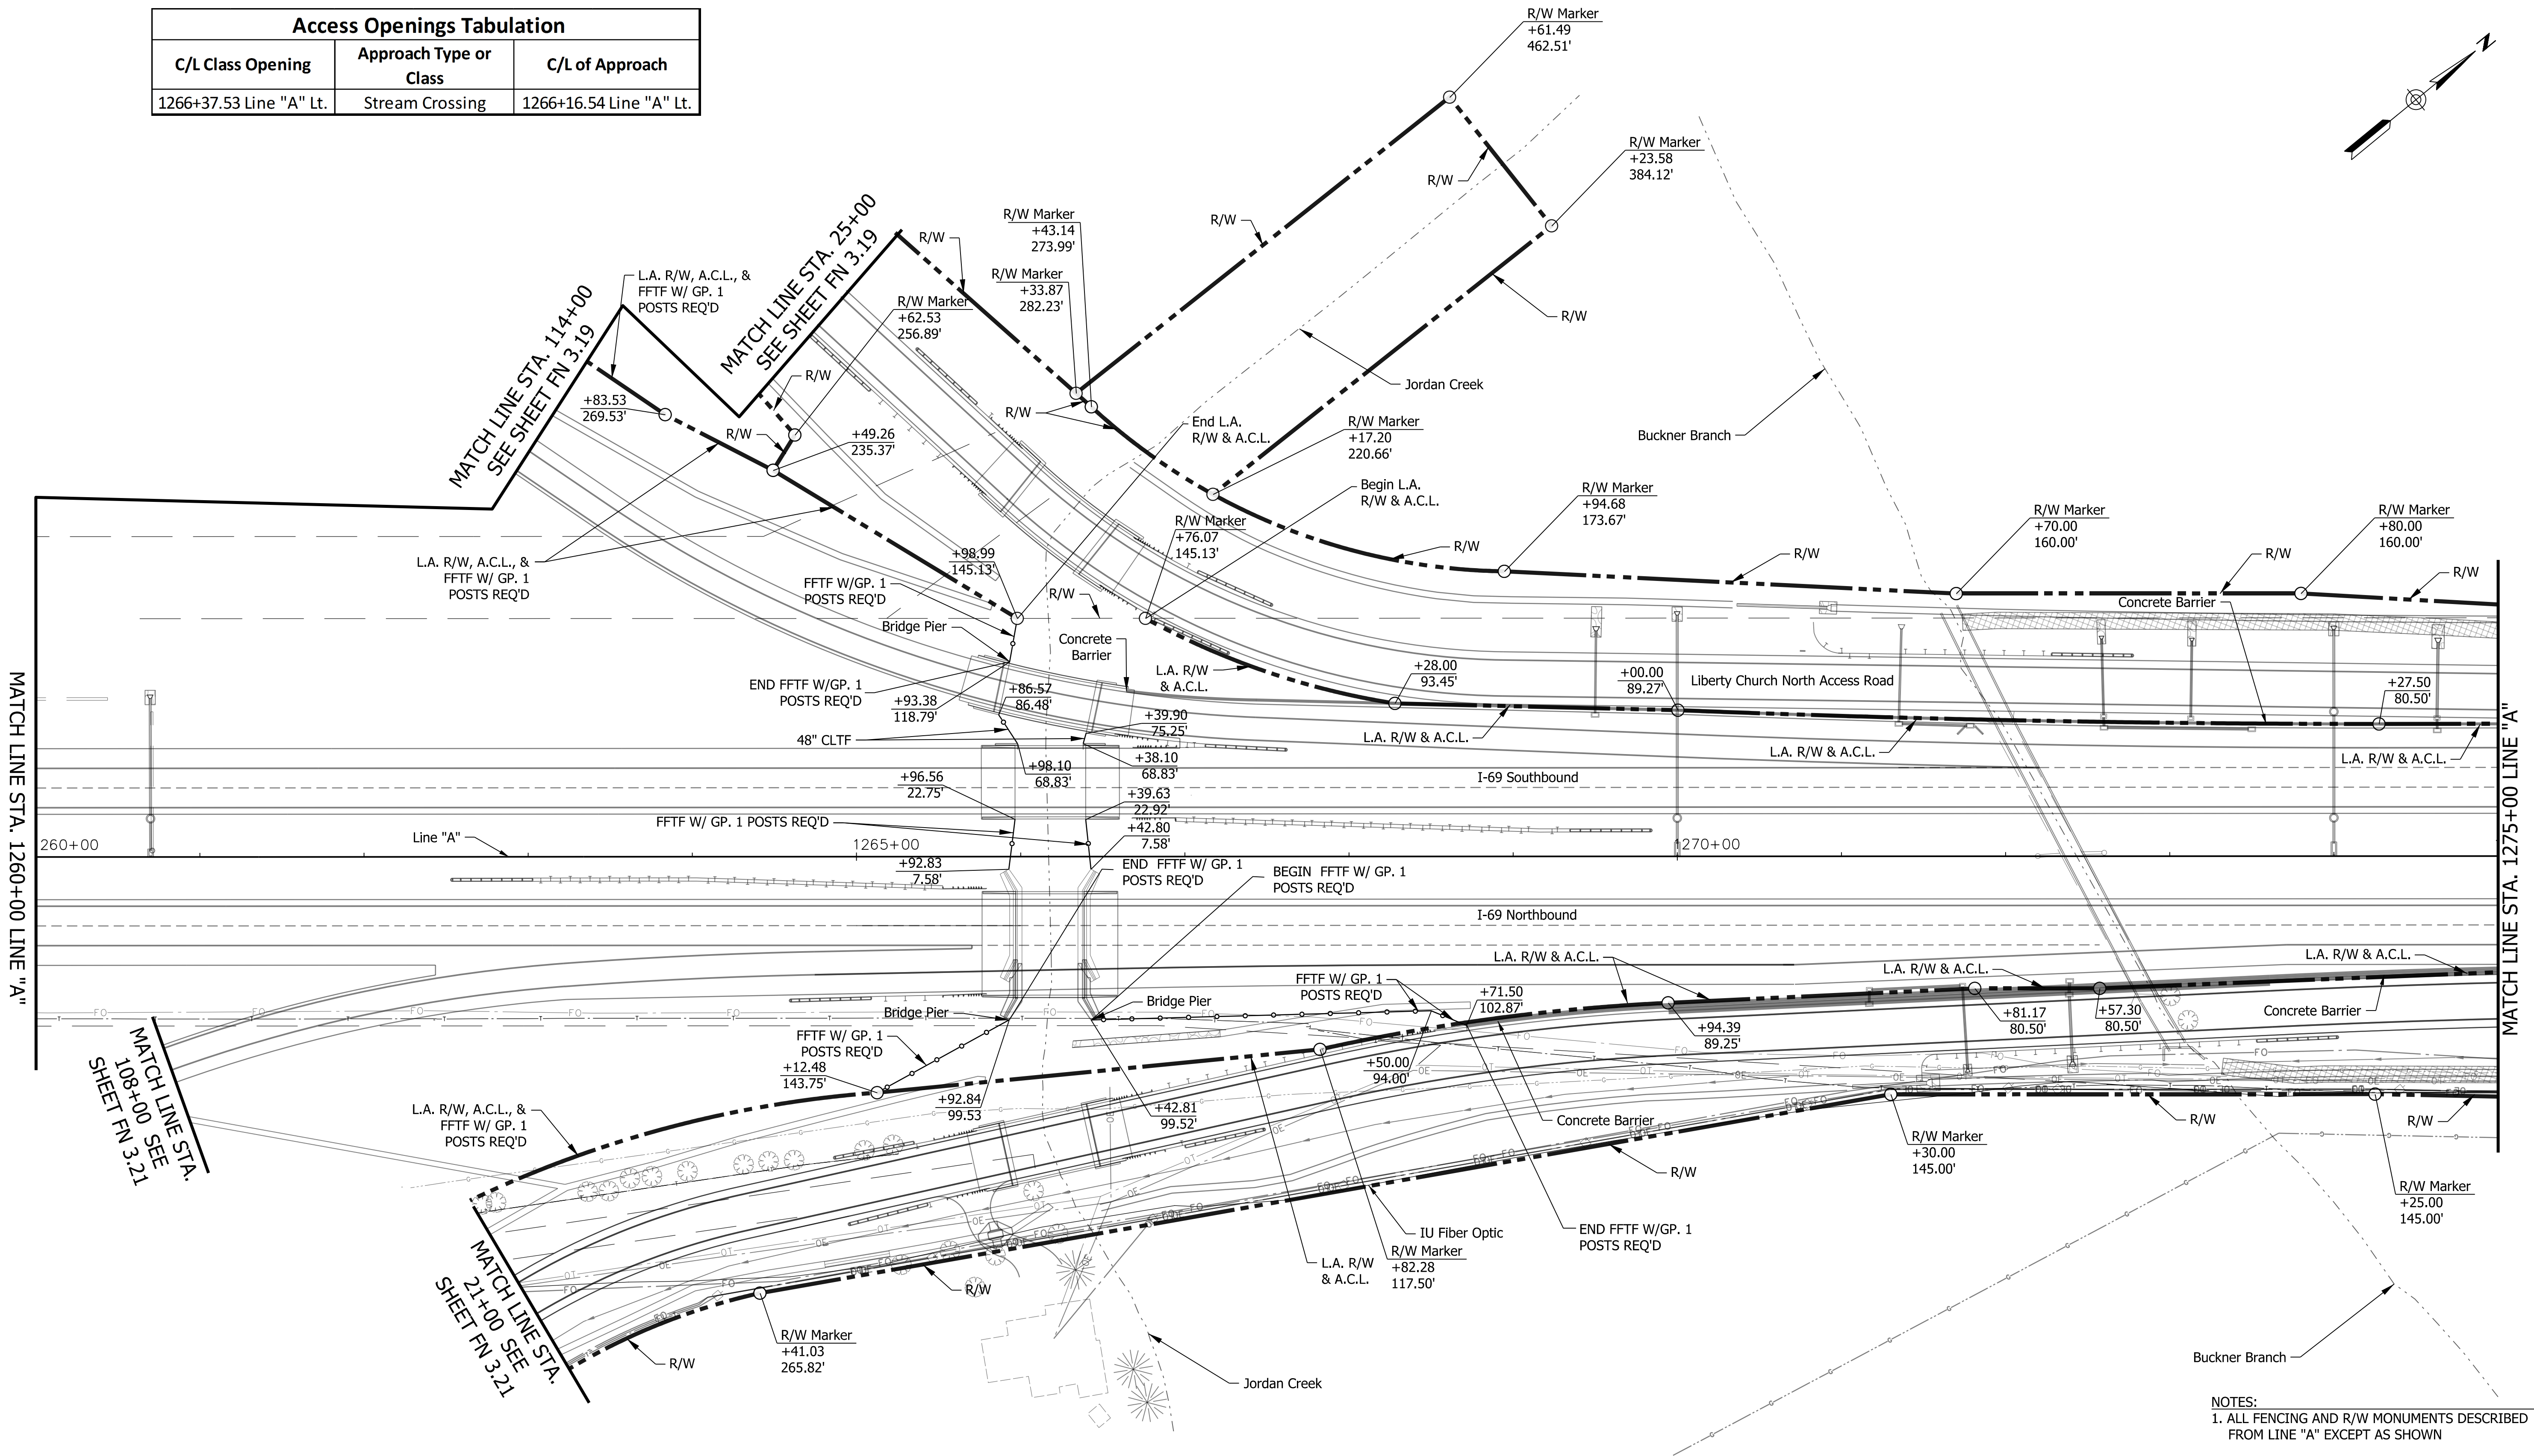 Access Openings Tabulation
C/L Class Opening
Approach Type or
Class
C/L of Approach
1266+37.53 Line "A" Lt.
Stream Crossing
1266+16.54 Line "A" Lt.
R/W Marker
+61.49
462.51'
N
R/W Marker
+23.58
384.12'
R/W
R/W
R/W Marker
+43.14
273.99'
R/W Marker
+33.87
282.23'
R/W
MATCH LINE STA. 25+00
SEE SHEET FN 3.19
MATCH LINE STA. 114+00
SEE SHEET FN 3.19
L.A. R/W, A.C.L., &
FFTF W/ GP. 1
POSTS REQ'D
R/W Marker
+62.53
256.89'
R/W
R/W
Jordan Creek
R/W
+83.53
269.53'
R/W
+49.26
235.37'
End L.A.
R/W & A.C.L.
R/W Marker
+17.20
220.66'
Buckner Branch
Begin L.A.
R/W & A.C.L.
R/W Marker
+94.68
173.67'
R/W Marker
+76.07
145.13'
R/W Marker
+70.00
160.00'
R/W Marker
+80.00
160.00'
R/W
R/W
R/W
R/W
L.A. R/W, A.C.L., &
FFTF W/ GP. 1
POSTS REQ'D
+98.99
145.13'
FFTF W/GP. 1
POSTS REQ'D
R/W
Bridge Pier
Concrete
Barrier
Concrete Barrier
L.A. R/W
& A.C.L.
+28.00
93.45'
+00.00
89.27'
Liberty Church North Access Road
+27.50
80.50'
END FFTF W/GP. 1
POSTS REQ'D
+93.38
118.79'
+86.57
86.48'
+39.90
75.25'
48" CLTF
L.A. R/W & A.C.L.
L.A. R/W & A.C.L.
L.A. R/W & A.C.L.
+98.10
68.83'
+38.10
68.83'
I-69 Southbound
+96.56
22.75'
+39.63
22.92'
FFTF W/ GP. 1 POSTS REQ'D
+42.80
7.58'
Line "A"
260+00
1265+00
1270+00
+92.83
7.58'
END FFTF W/ GP. 1
POSTS REQ'D
BEGIN FFTF W/ GP. 1
POSTS REQ'D
I-69 Northbound
MATCH LINE STA. 1260+00 LINE "A"
MATCH LINE STA. 1275+00 LINE "A"
L.A. R/W & A.C.L.
L.A. R/W & A.C.L.
L.A. R/W & A.C.L.
FFTF W/ GP. 1
POSTS REQ'D
+71.50
102.87'
Bridge Pier
Bridge Pier
+94.39
89.25'
+81.17
80.50'
+57.30
80.50'
Concrete Barrier
MATCH LINE STA.
108+00 SEE
SHEET FN 3.21
FFTF W/ GP. 1
POSTS REQ'D
+12.48
143.75'
+50.00
94.00'
L.A. R/W, A.C.L., &
FFTF W/ GP. 1
POSTS REQ'D
+92.84
99.53
+42.81
99.52'
Concrete Barrier
R/W Marker
+30.00
145.00'
R/W
R/W
R/W
R/W Marker
+25.00
145.00'
MATCH LINE STA.
21+00 SEE
SHEET FN 3.21
IU Fiber Optic
END FFTF W/GP. 1
POSTS REQ'D
L.A. R/W
& A.C.L.
R/W Marker
+82.28
117.50'
R/W
R/W Marker
+41.03
265.82'
R/W
Jordan Creek
Buckner Branch
NOTES:
1. ALL FENCING AND R/W MONUMENTS DESCRIBED
FROM LINE "A" EXCEPT AS SHOWN